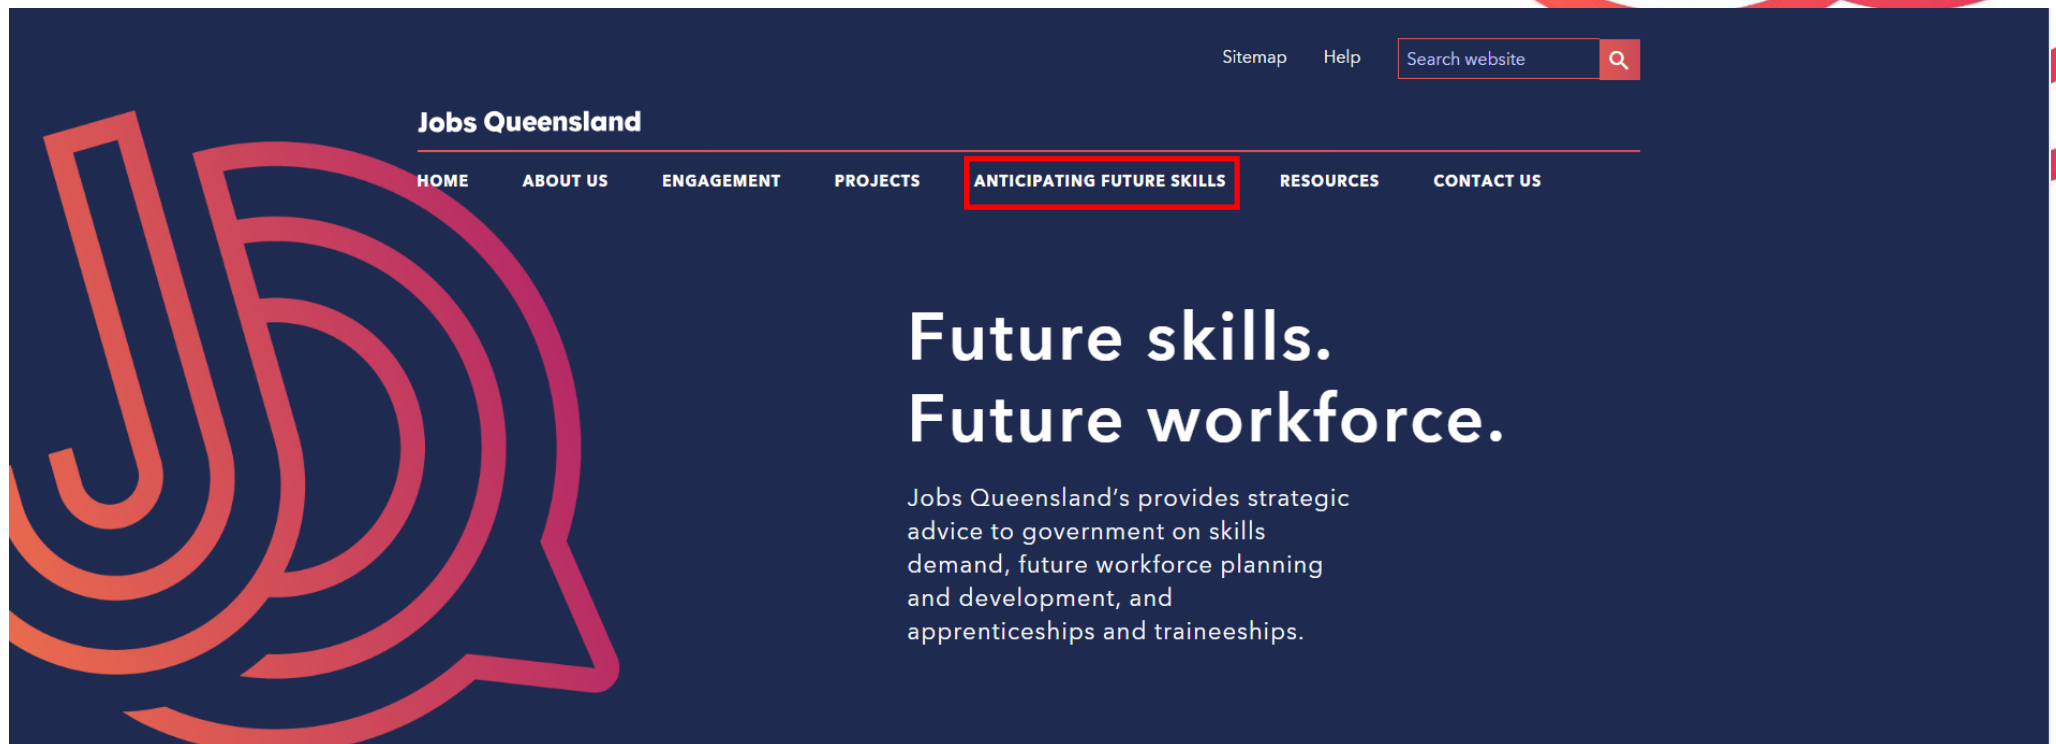 Sitemap Help Search website
Jobs Queensland
HOME ABOUT US ENGAGEMENT PROJECTS ANTICIPATING FUTURE SKILLS RESOURCES CONTACT US
Future skills.
Future workforce.
Jobs Queensland’s provides strategic
advice to government on skills
demand, future workforce planning
and development, and
apprenticeships and traineeships.